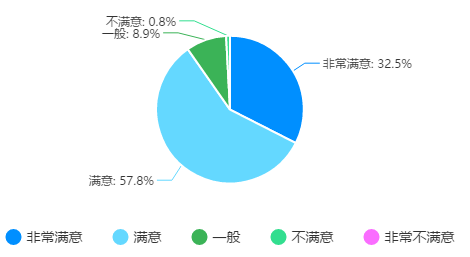 不满意: 0.8%
一般: 8.9%
非常满意: 32.5%
满意: 57.8%
非常满意 满意 一般 不满意 非常不满意